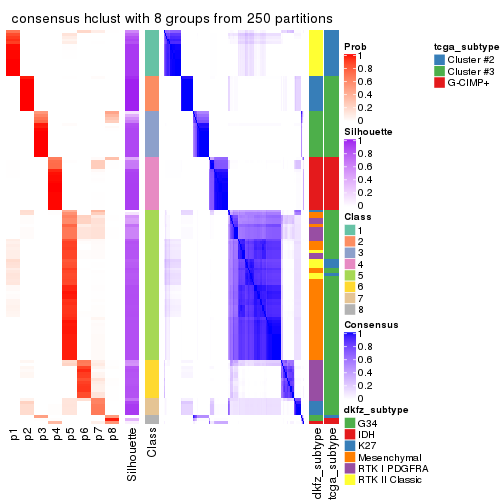 consensus hclust with 8 groups from 250 partitions
p1
p2
p3
p4
p5
p6
p7
p8
Silhouette
Class
dkfz_subtype
tcga_subtype
Prob
1
0.8
0.6
0.4
0.2
0
Silhouette
1
0.8
0.6
0.4
0.2
0
Class
1
2
3
4
5
6
7
8
Consensus
1
0.8
0.6
0.4
0.2
0
dkfz_subtype
G34
IDH
K27
Mesenchymal
RTK I PDGFRA
RTK II Classic
tcga_subtype
Cluster #2
Cluster #3
G-CIMP+